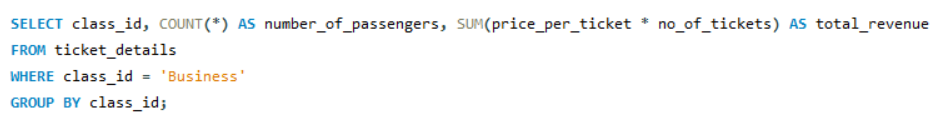 SELECT class_id, COUNT(*) AS number_of_passengers, SUM(price_per_ticket * no_of_tickets) AS total_revenue
FROM ticket_details
WHERE class_id = 'Business'
GROUP BY class_id;